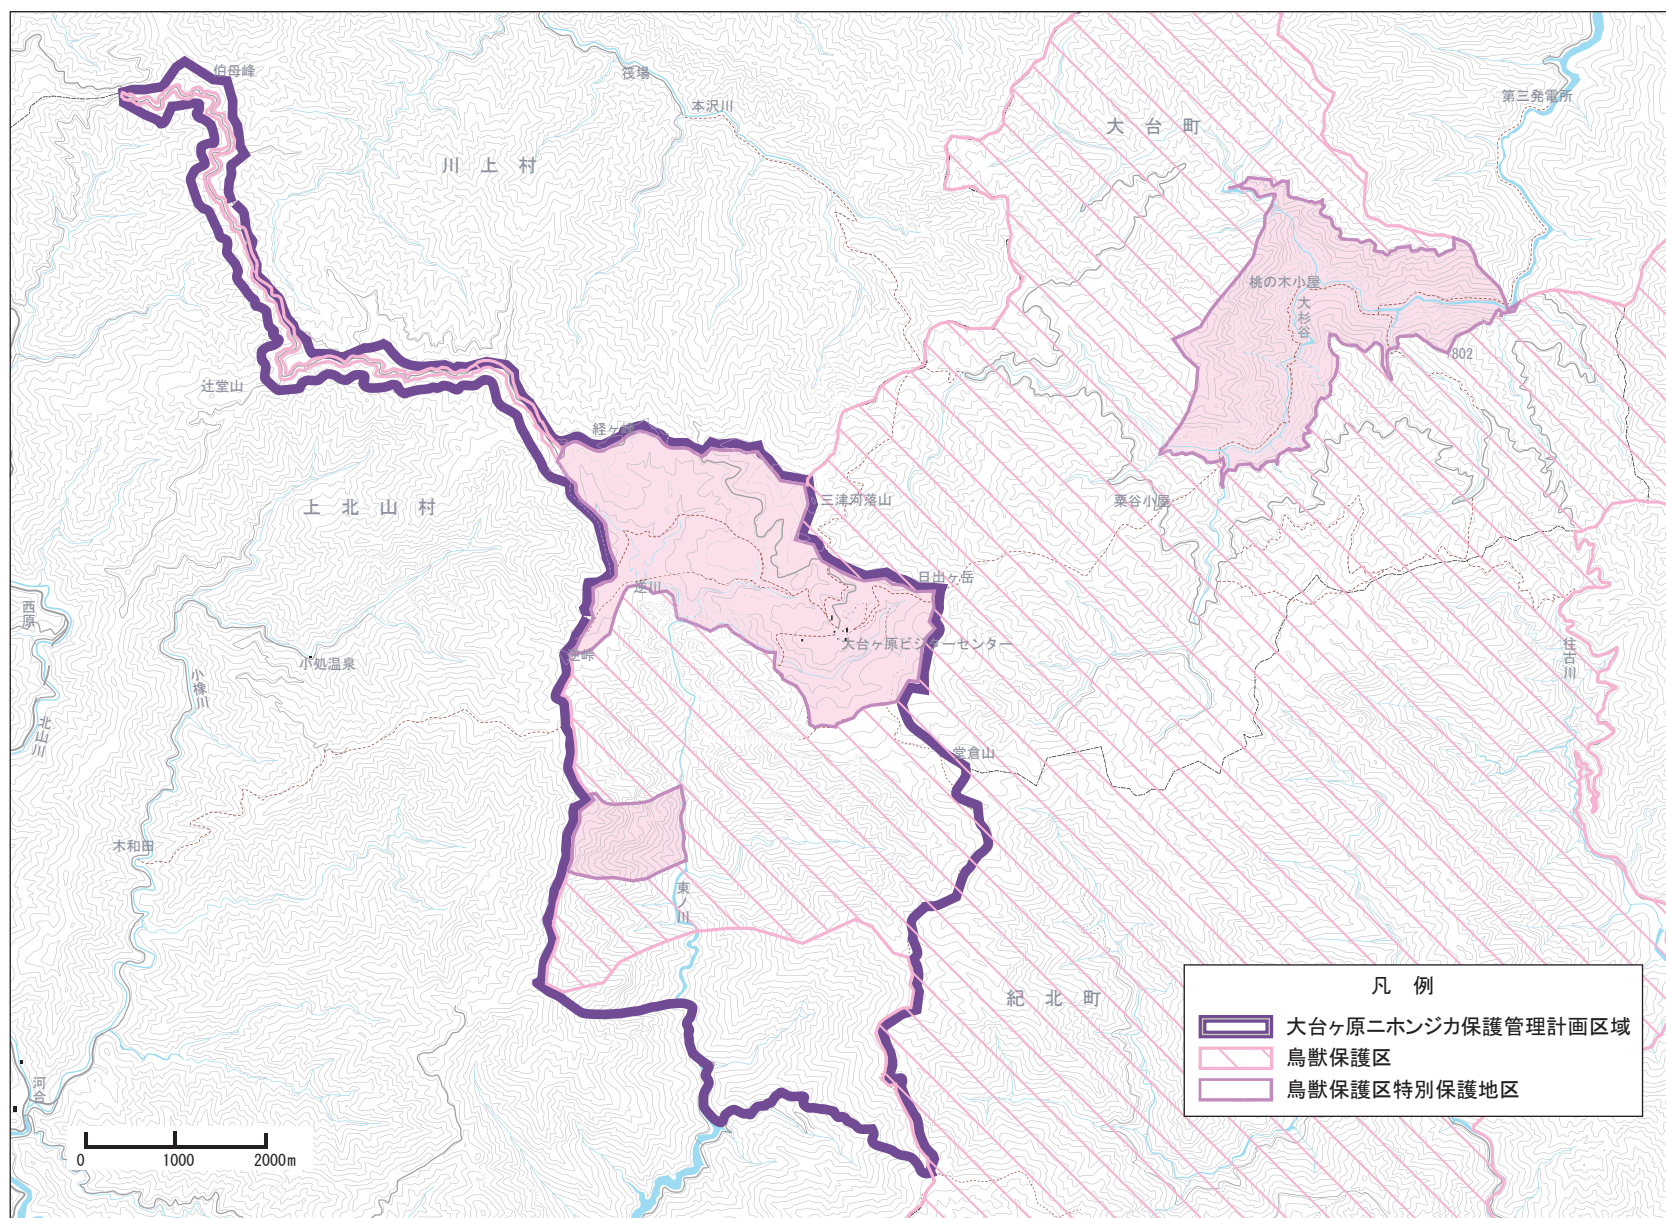 伯母峰
筏場
本沢川
第三発電所
大台町
川上村
桃の木小屋
大杉谷
802
辻堂山
経ヶ峰
三津河落山
粟谷小屋
上北山村
日出ヶ岳
逆川
西原
大台ヶ原ビジターセンター
逆峠
小処温泉
小橡川
北山川
堂倉山
木和田
東ノ川
紀北町
河合
凡例
大台ヶ原ニホンジカ保護管理計画区域
鳥獣保護区
鳥獣保護区特別保護地区
0 1000 2000m